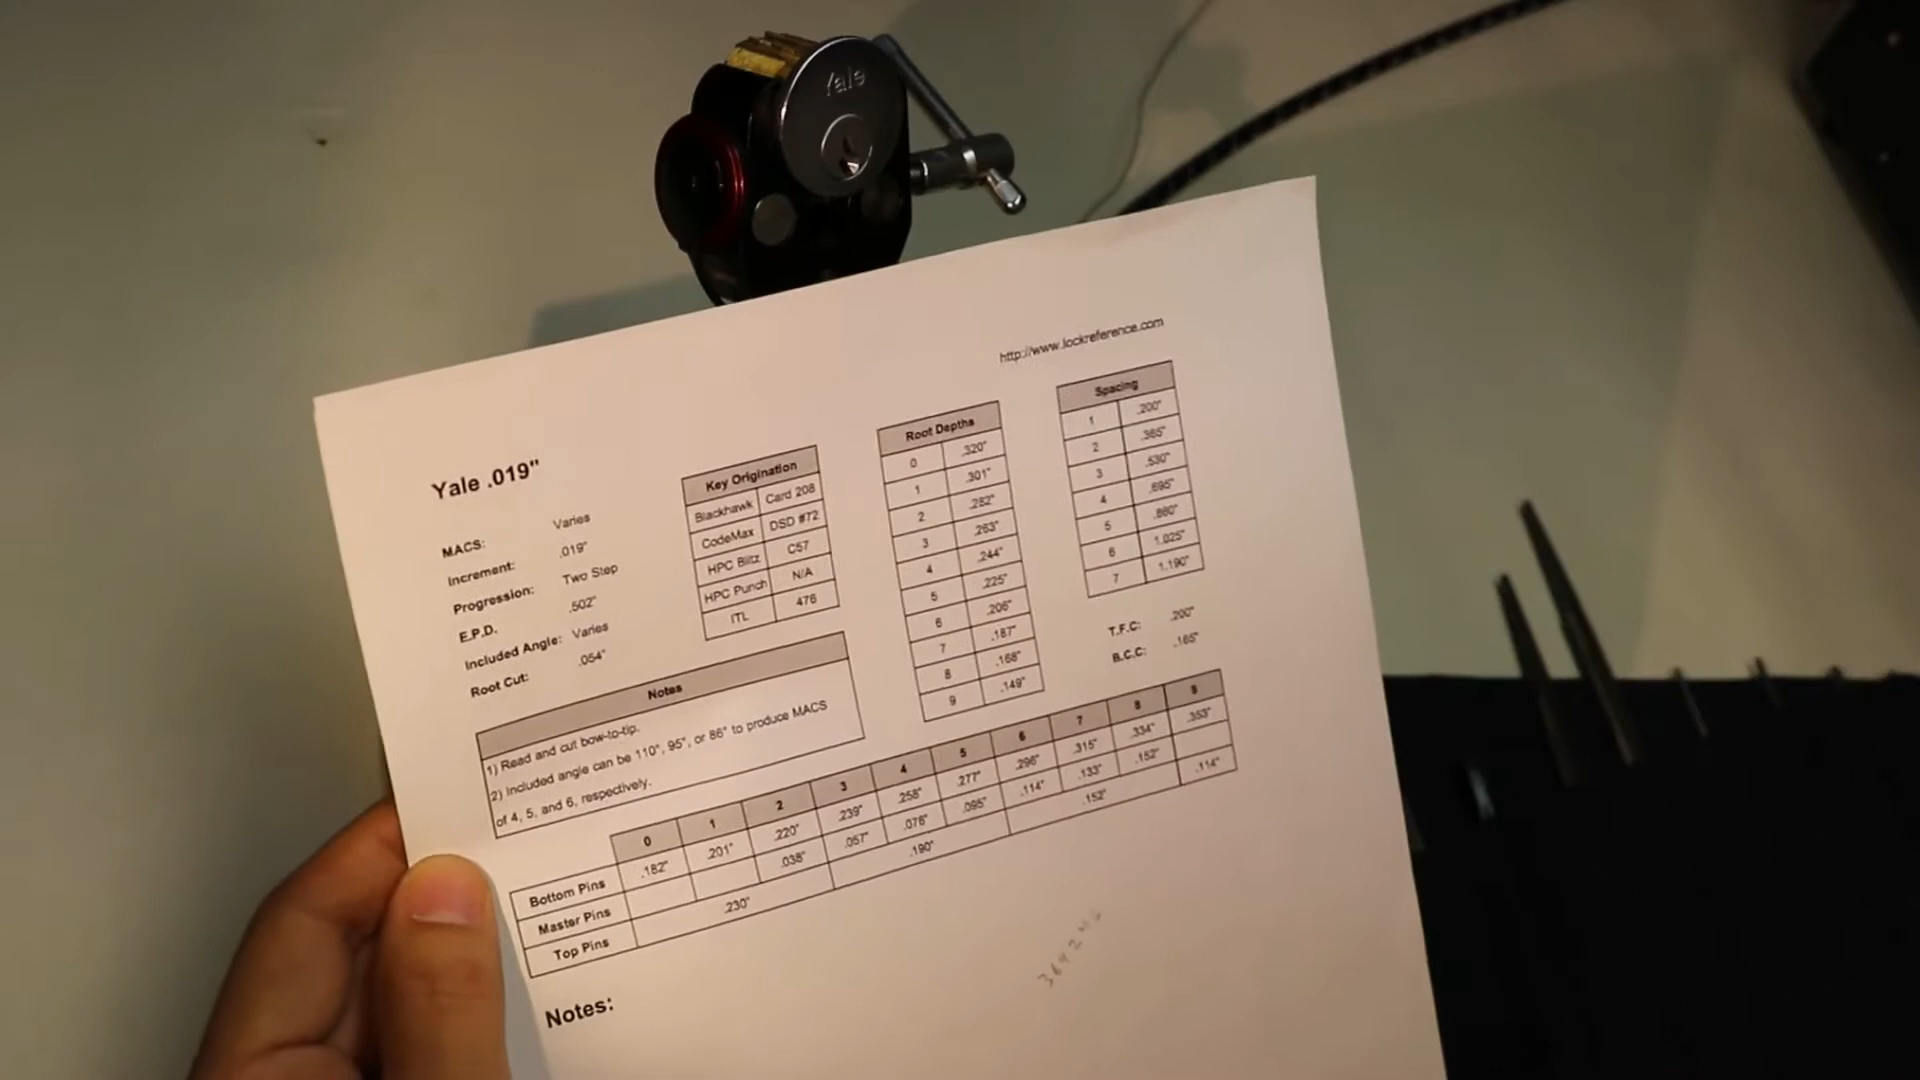 Yale
http://www.lockreference.com
Yale .019"
MACS: Varies
Increment: .019"
Progression: Two Step
E.P.D. .502"
Included Angle: Varies
Root Cut: .054"
Key Origination
Blackhawk Card 208
CodeMax DSD #72
HPC Blitz C57
HPC Punch N/A
ITL 476
Root Depths
0 .320"
1 .301"
2 .282"
3 .263"
4 .244"
5 .225"
6 .206"
7 .187"
8 .168"
9 .149"
Spacing
1 .200"
2 .365"
3 .530"
4 .695"
5 .860"
6 1.025"
7 1.190"
T.F.C: .200"
B.C.C: .165"
Notes
1) Read and cut bow-to-tip.
2) Included angle can be 110°, 95°, or 86° to produce MACS
of 4, 5, and 6, respectively.
0 1 2 3 4 5 6 7 8 9
Bottom Pins .182" .201" .220" .239" .258" .277" .296" .315" .334" .353"
Master Pins .038" .057" .076" .095" .114" .133" .152"
Top Pins .230" .190" .152" .114"
Notes: